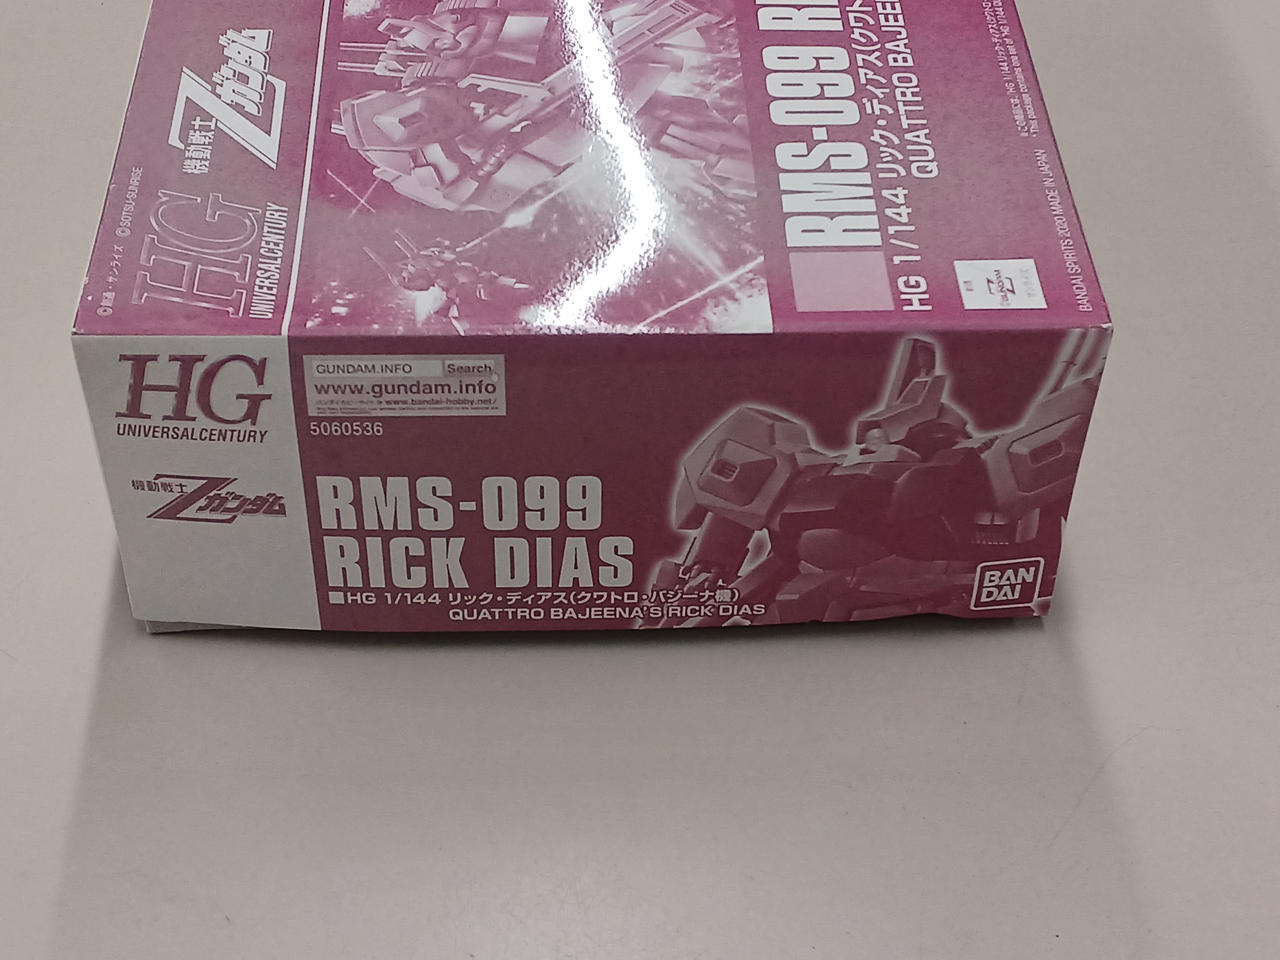 機動戦士
Zガンダム
HG
UNIVERSALCENTURY
©創通・サンライズ ©SOTSU・SUNRISE
RMS-099 RI
HG 1/144 リック・ディアス(クワト
QUATTRO BAJEE
BANDAI SPIRITS 2020 MADE IN JAPAN
HG
UNIVERSALCENTURY
機動戦士
Zガンダム
GUNDAM.INFO Search
www.gundam.info
www.bandai-hobby.net/
5060536
RMS-099
RICK DIAS
■HG 1/144 リック・ディアス(クワトロ・バジーナ機)
QUATTRO BAJEENA'S RICK DIAS
BAN
DAI